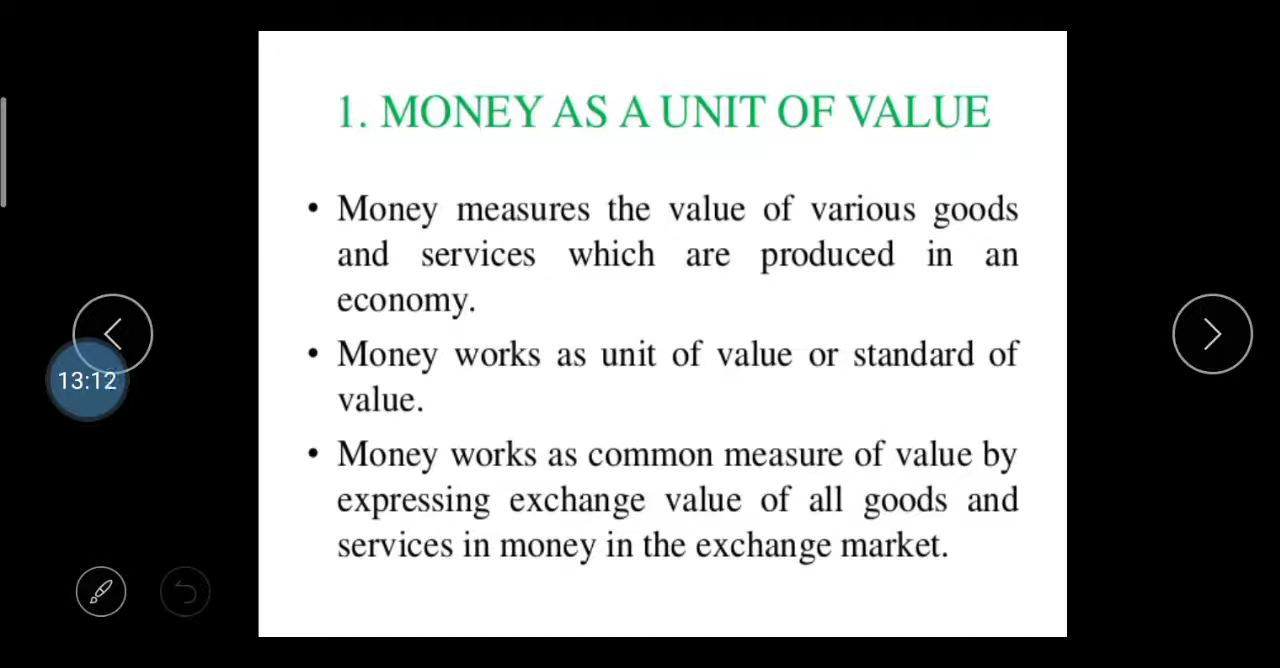 1. MONEY AS A UNIT OF VALUE
• Money measures the value of various goods
and services which are produced in an
economy.
• Money works as unit of value or standard of
value.
13:12
• Money works as common measure of value by
expressing exchange value of all goods and
services in money in the exchange market.